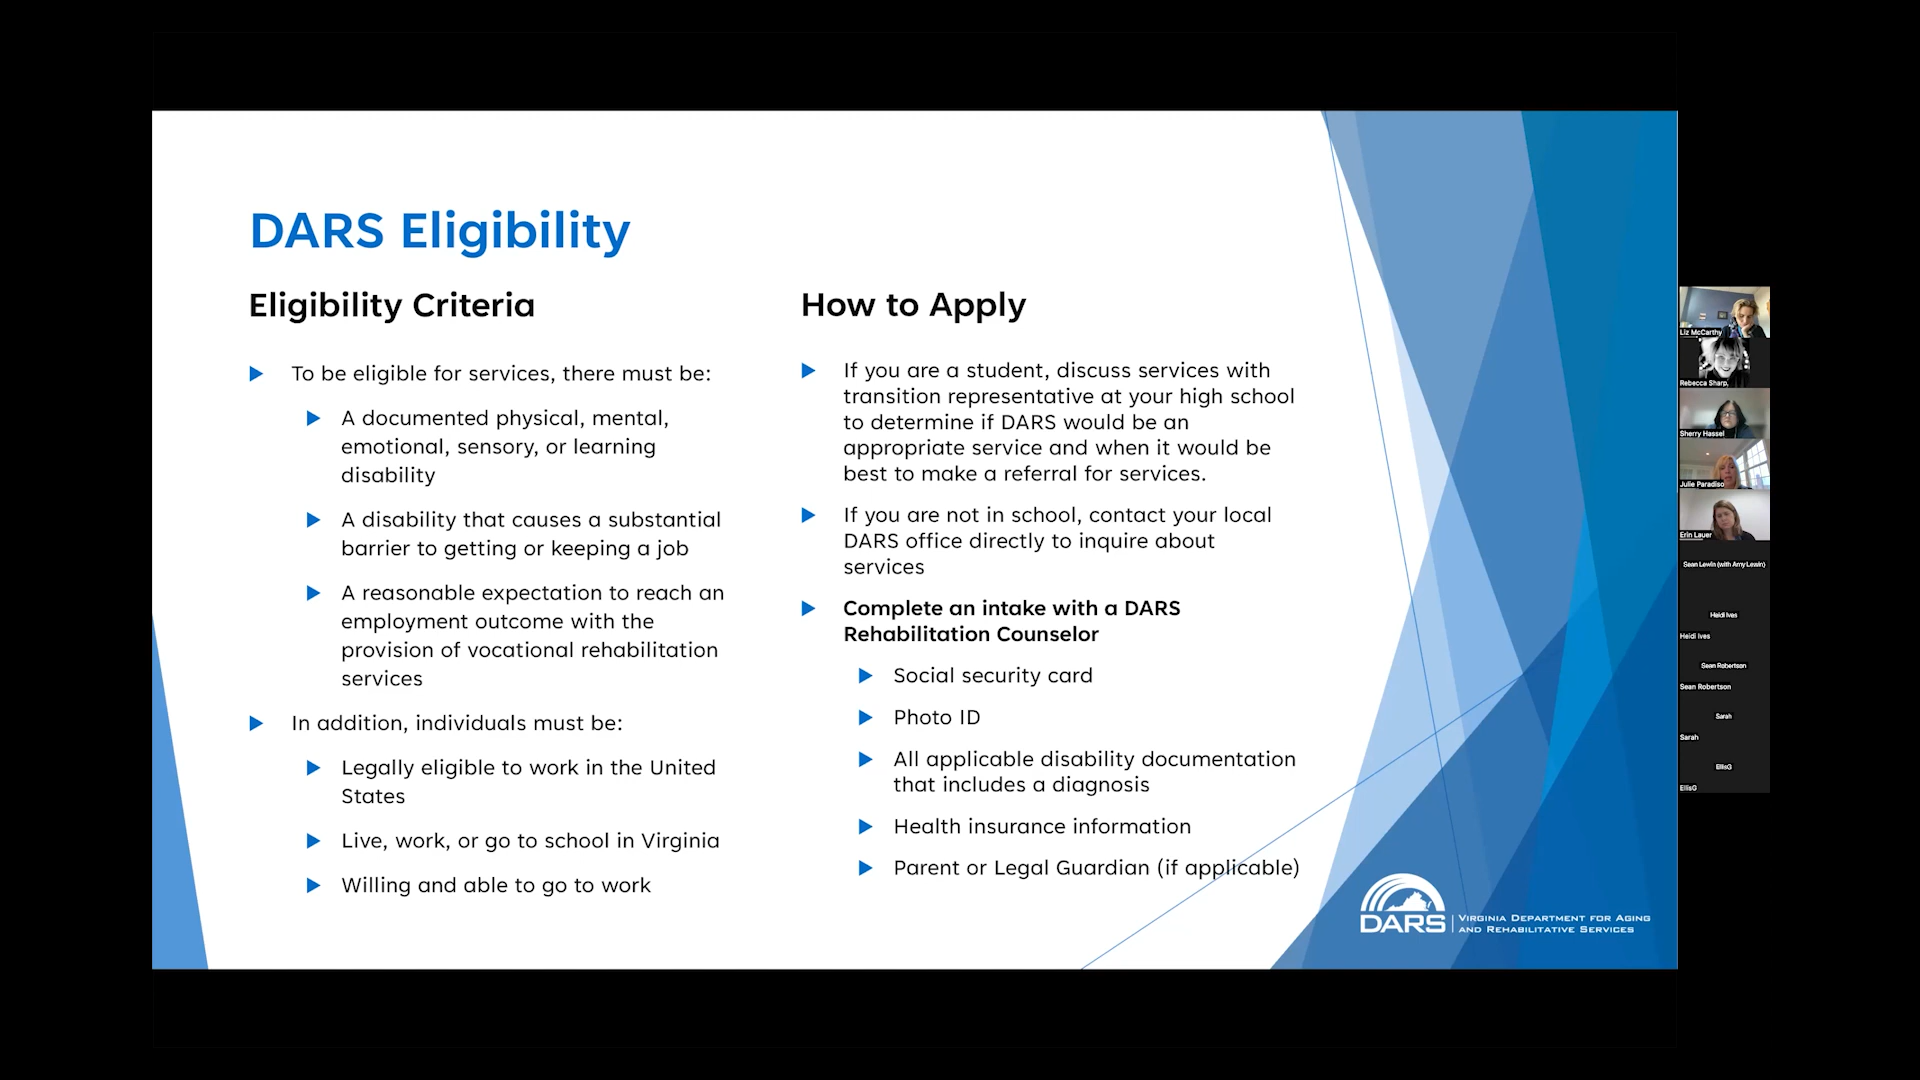 DARS Eligibility
Eligibility Criteria
To be eligible for services, there must be:
A documented physical, mental,
emotional, sensory, or learning
disability
A disability that causes a substantial
barrier to getting or keeping a job
A reasonable expectation to reach an
employment outcome with the
provision of vocational rehabilitation
services
In addition, individuals must be:
Legally eligible to work in the United
States
Live, work, or go to school in Virginia
Willing and able to go to work
How to Apply
If you are a student, discuss services with
transition representative at your high school
to determine if DARS would be an
appropriate service and when it would be
best to make a referral for services.
If you are not in school, contact your local
DARS office directly to inquire about
services
Complete an intake with a DARS
Rehabilitation Counselor
Social security card
Photo ID
All applicable disability documentation
that includes a diagnosis
Health insurance information
Parent or Legal Guardian (if applicable)
DARS
VIRGINIA DEPARTMENT FOR AGING
AND REHABILITATIVE SERVICES
Liz McCarthy
Rebecca Sharp,
Sherry Hassel
Julie Paradiso
Erin Lauer
Sean Lewin (with Amy Lewin)
Heidi Ives
Heidi Ives
Sean Robertson
Sean Robertson
Sarah
Sarah
EllisG
EllisG